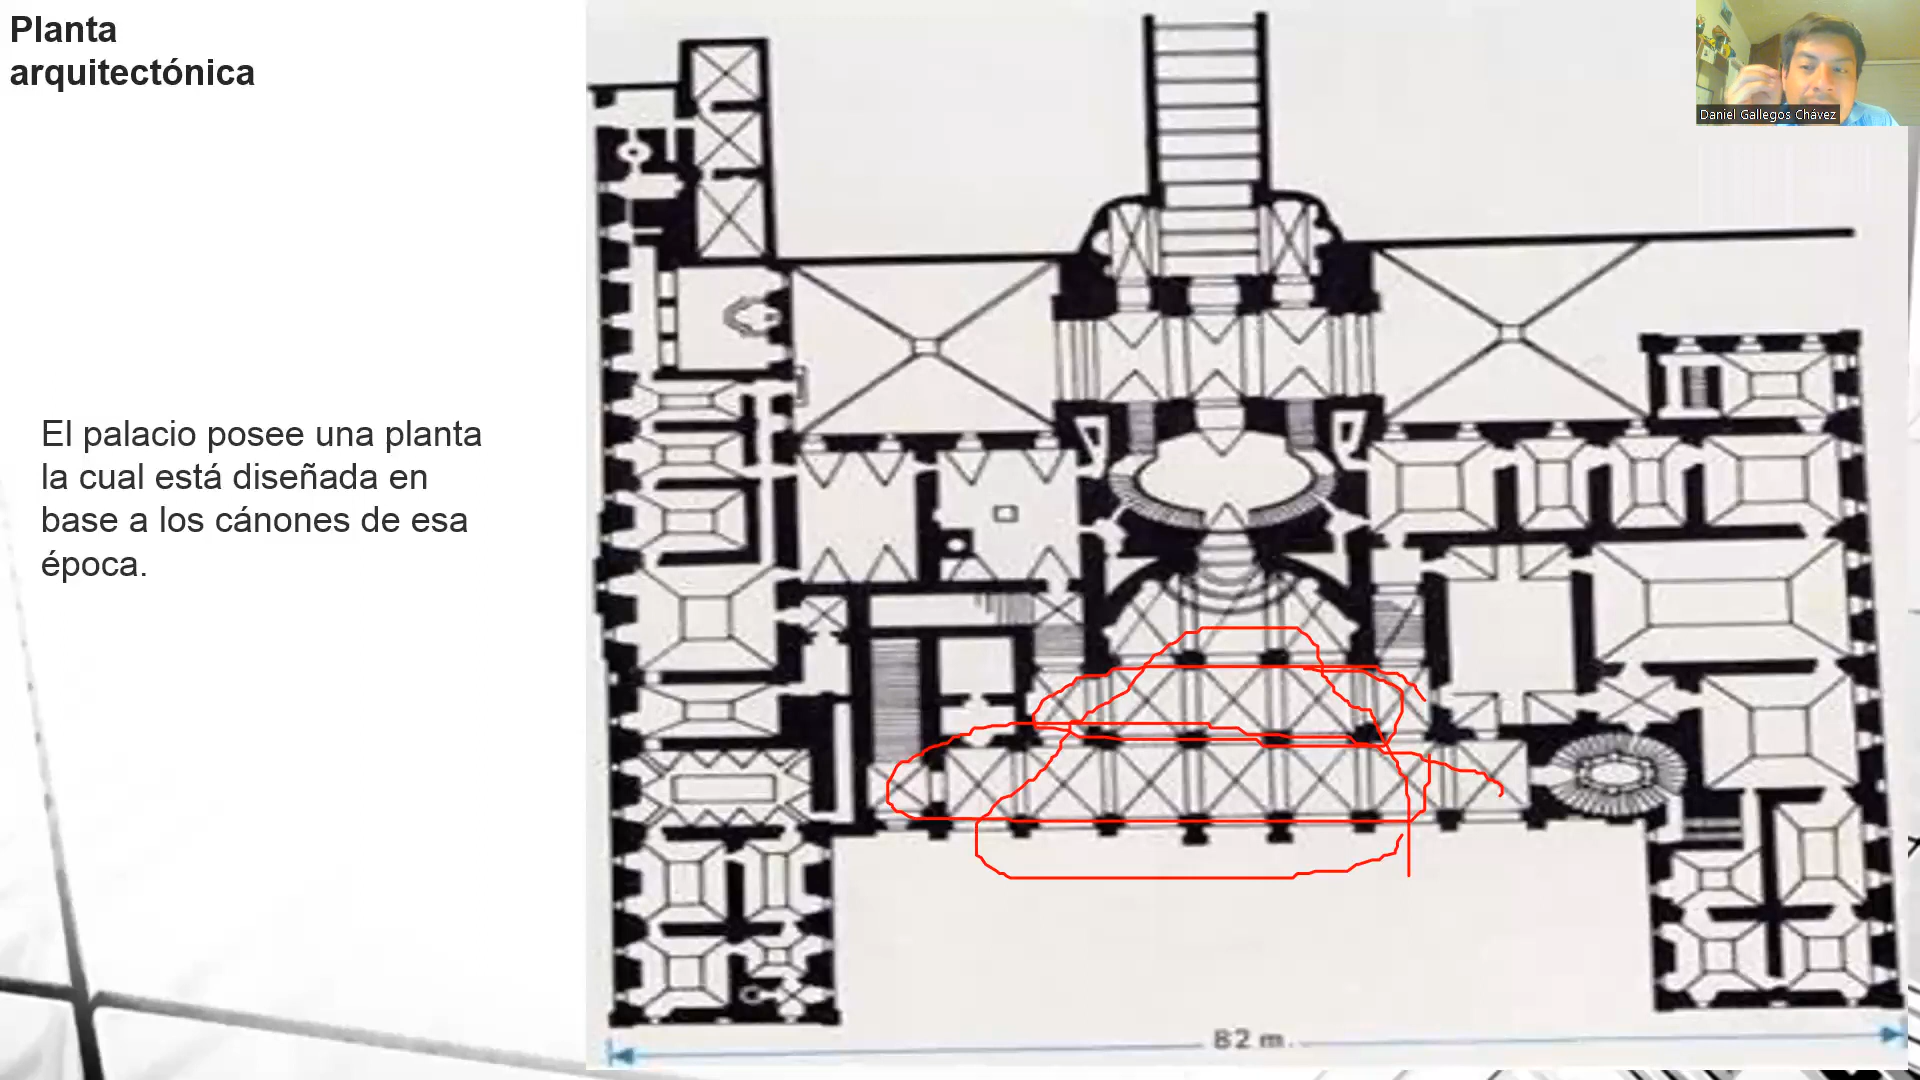 Planta
arquitectónica
Daniel Gallegos Chávez
El palacio posee una planta
la cual está diseñada en
base a los cánones de esa
época.
82 m.